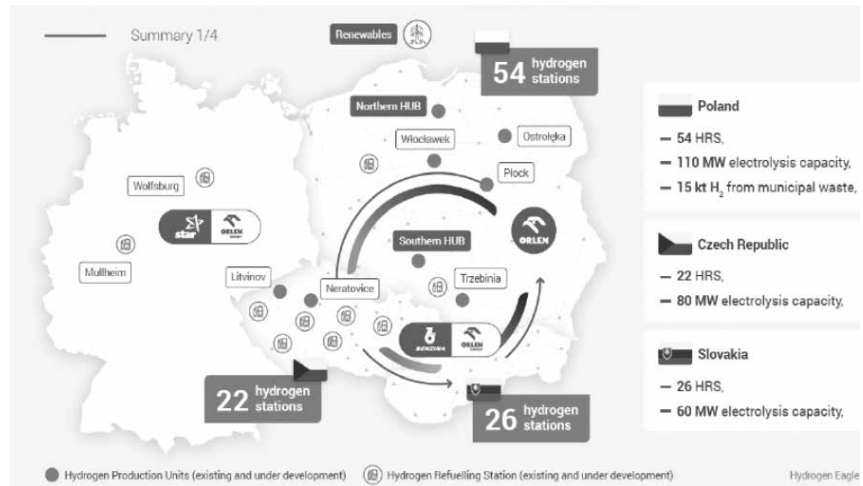 Summary 1/4
Renewables
54 hydrogen
stations
Northern HUB
Włocławek
Ostrołęka
Płock
Wolfsburg
star
ORLEN
ORLEN
Mullheim
Southern HUB
Litvinov
Neratovice
Trzebinia
BENZINA
ORLEN
22 hydrogen
stations
26 hydrogen
stations
Poland
— 54 HRS,
— 110 MW electrolysis capacity,
— 15 kt H₂ from municipal waste,
Czech Republic
— 22 HRS,
— 80 MW electrolysis capacity,
Slovakia
— 26 HRS,
— 60 MW electrolysis capacity,
Hydrogen Production Units (existing and under development)
Hydrogen Refuelling Station (existing and under development)
Hydrogen Eagle